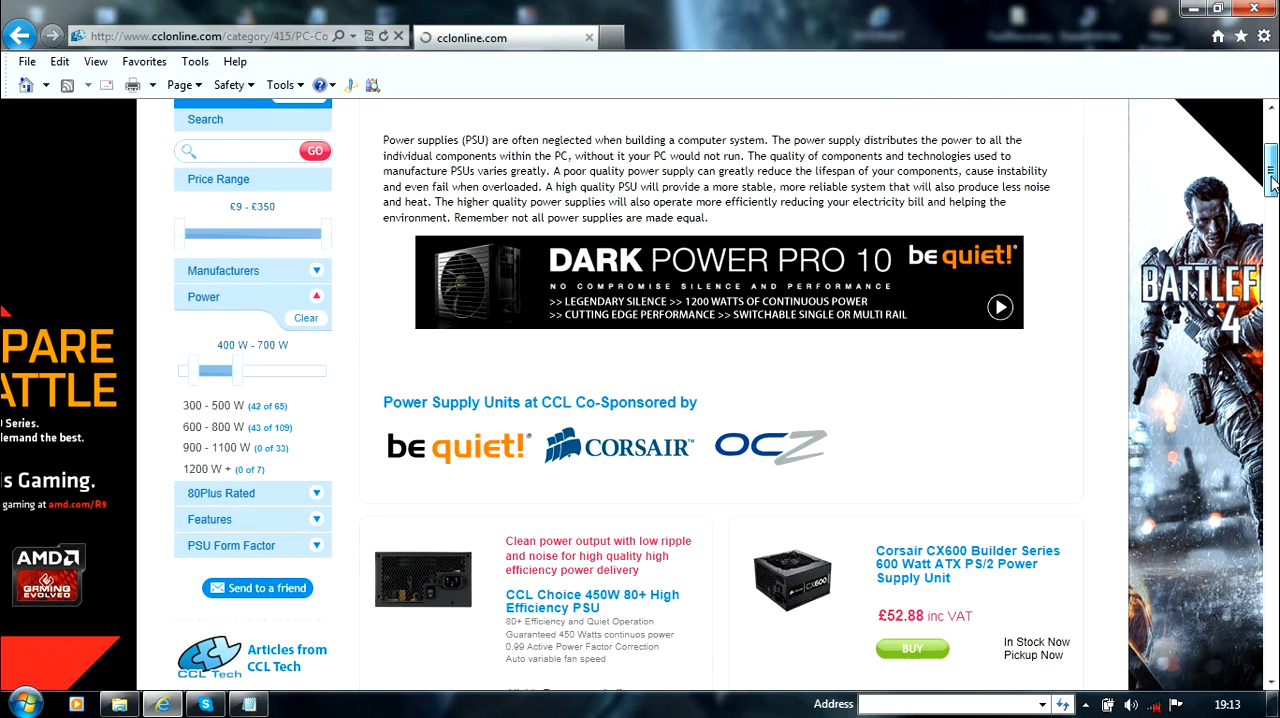 http://www.cclonline.com/category/415/PC-Co
cclonline.com
File Edit View Favorites Tools Help
Page Safety Tools
Search
GO
Price Range
£9 - £350
Manufacturers
Power
Clear
400 W - 700 W
300 - 500 W (42 of 65)
600 - 800 W (43 of 109)
900 - 1100 W (0 of 33)
1200 W + (0 of 7)
80Plus Rated
Features
PSU Form Factor
Send to a friend
CCL Tech
Articles from
CCL Tech
Power supplies (PSU) are often neglected when building a computer system. The power supply distributes the power to all the
individual components within the PC, without it your PC would not run. The quality of components and technologies used to
manufacture PSUs varies greatly. A poor quality power supply can greatly reduce the lifespan of your components, cause instability
and even fail when overloaded. A high quality PSU will provide a more stable, more reliable system that will also produce less noise
and heat. The higher quality power supplies will also operate more efficiently reducing your electricity bill and helping the
environment. Remember not all power supplies are made equal.
DARK POWER PRO 10
be quiet!
NO COMPROMISE SILENCE AND PERFORMANCE
>> LEGENDARY SILENCE >> 1200 WATTS OF CONTINUOUS POWER
>> CUTTING EDGE PERFORMANCE >> SWITCHABLE SINGLE OR MULTI RAIL
Power Supply Units at CCL Co-Sponsored by
be quiet! CORSAIR OCZ
Clean power output with low ripple
and noise for high quality high
efficiency power delivery
CCL Choice 450W 80+ High
Efficiency PSU
80+ Efficiency and Quiet Operation
Guaranteed 450 Watts continuos power
0.99 Active Power Factor Correction
Auto variable fan speed
CX600
Corsair CX600 Builder Series
600 Watt ATX PS/2 Power
Supply Unit
£52.88 inc VAT
BUY
In Stock Now
Pickup Now
PARE
ATTLE
Series.
emand the best.
is Gaming.
gaming at amd.com/R9
AMD
GAMING
EVOLVED
BATTLEF
4
Address
19:13